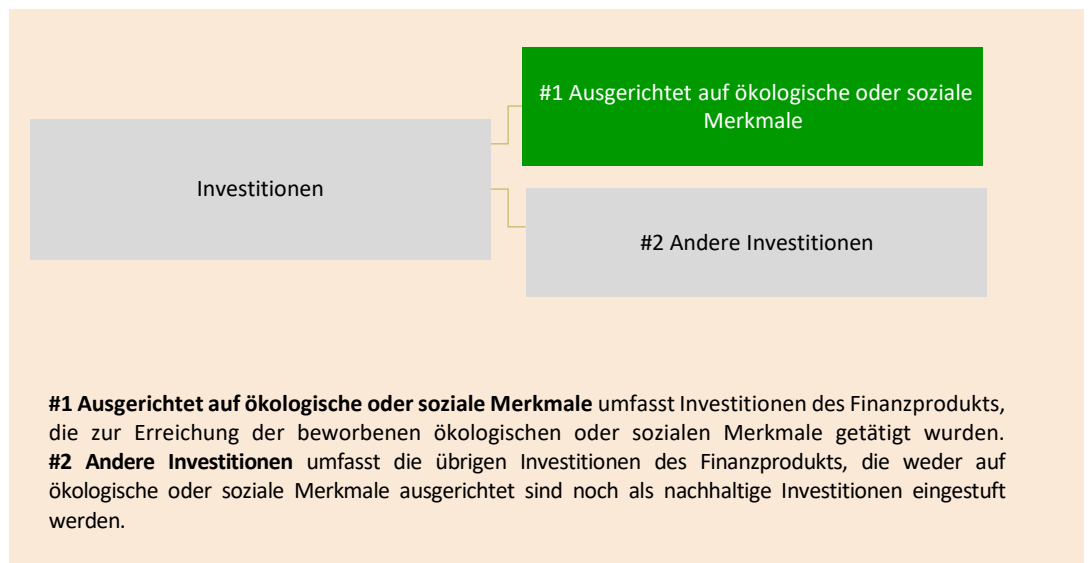 #1 Ausgerichtet auf ökologische oder soziale
Merkmale
Investitionen
#2 Andere Investitionen
#1 Ausgerichtet auf ökologische oder soziale Merkmale umfasst Investitionen des Finanzprodukts,
die zur Erreichung der beworbenen ökologischen oder sozialen Merkmale getätigt wurden.
#2 Andere Investitionen umfasst die übrigen Investitionen des Finanzprodukts, die weder auf
ökologische oder soziale Merkmale ausgerichtet sind noch als nachhaltige Investitionen eingestuft
werden.